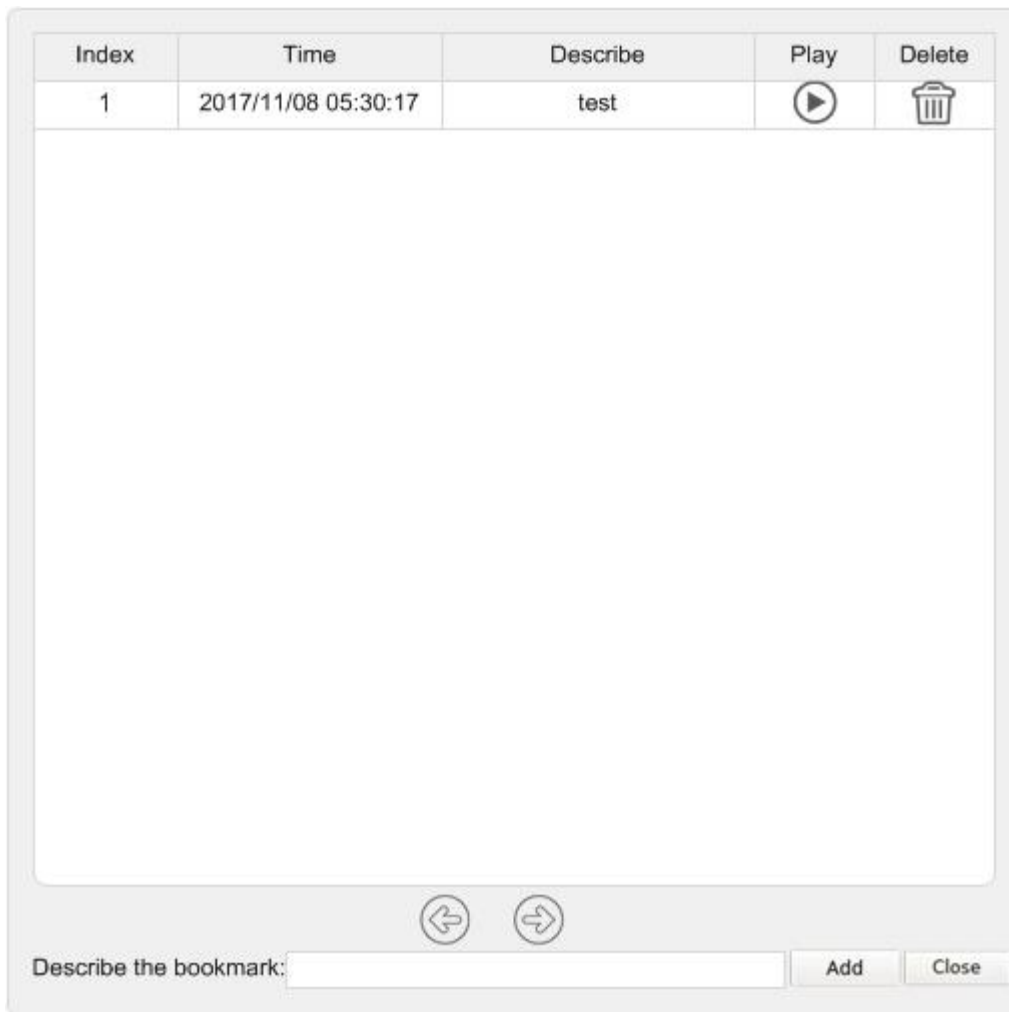 Index Time Describe Play Delete
1 2017/11/08 05:30:17 test
Describe the bookmark: Add Close